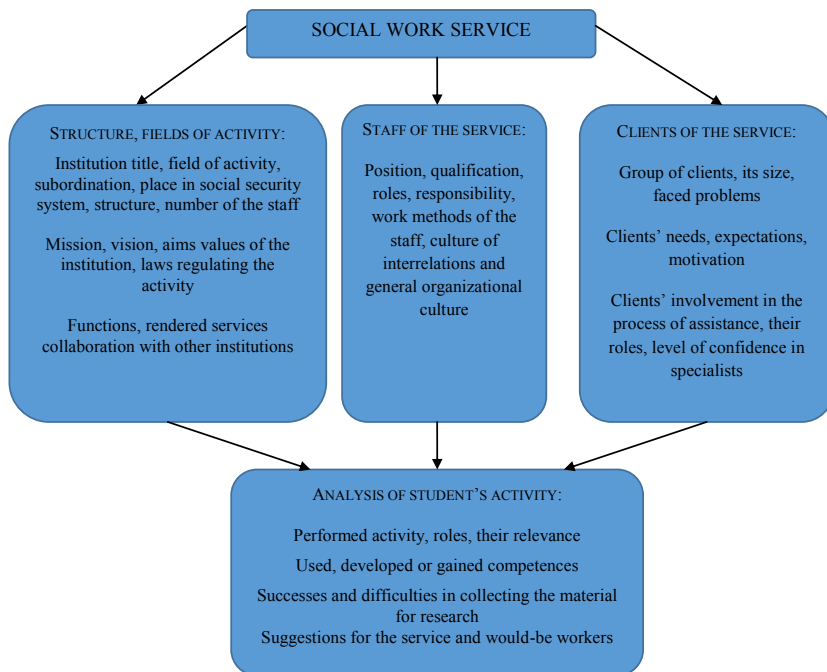 SOCIAL WORK SERVICE
STRUCTURE, FIELDS OF ACTIVITY:
Institution title, field of activity,
subordination, place in social security
system, structure, number of the staff
Mission, vision, aims values of the
institution, laws regulating the
activity
Functions, rendered services
collaboration with other institutions
STAFF OF THE SERVICE:
Position, qualification,
roles, responsibility,
work methods of the
staff, culture of
interrelations and
general organizational
culture
CLIENTS OF THE SERVICE:
Group of clients, its size,
faced problems
Clients’ needs, expectations,
motivation
Clients’ involvement in the
process of assistance, their
roles, level of confidence in
specialists
ANALYSIS OF STUDENT’S ACTIVITY:
Performed activity, roles, their relevance
Used, developed or gained competences
Successes and difficulties in collecting the material
for research
Suggestions for the service and would-be workers